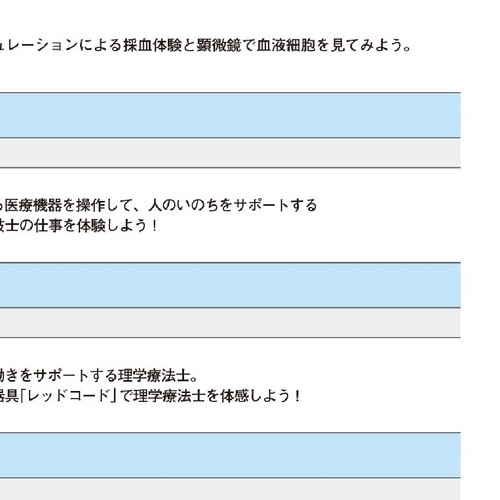 ュレーションによる採血体験と顕微鏡で血液細胞を見てみよう。
医療機器を操作して、人のいのちをサポートする
士の仕事を体験しよう！
働きをサポートする理学療法士。
器具「レッドコード」で理学療法士を体感しよう！